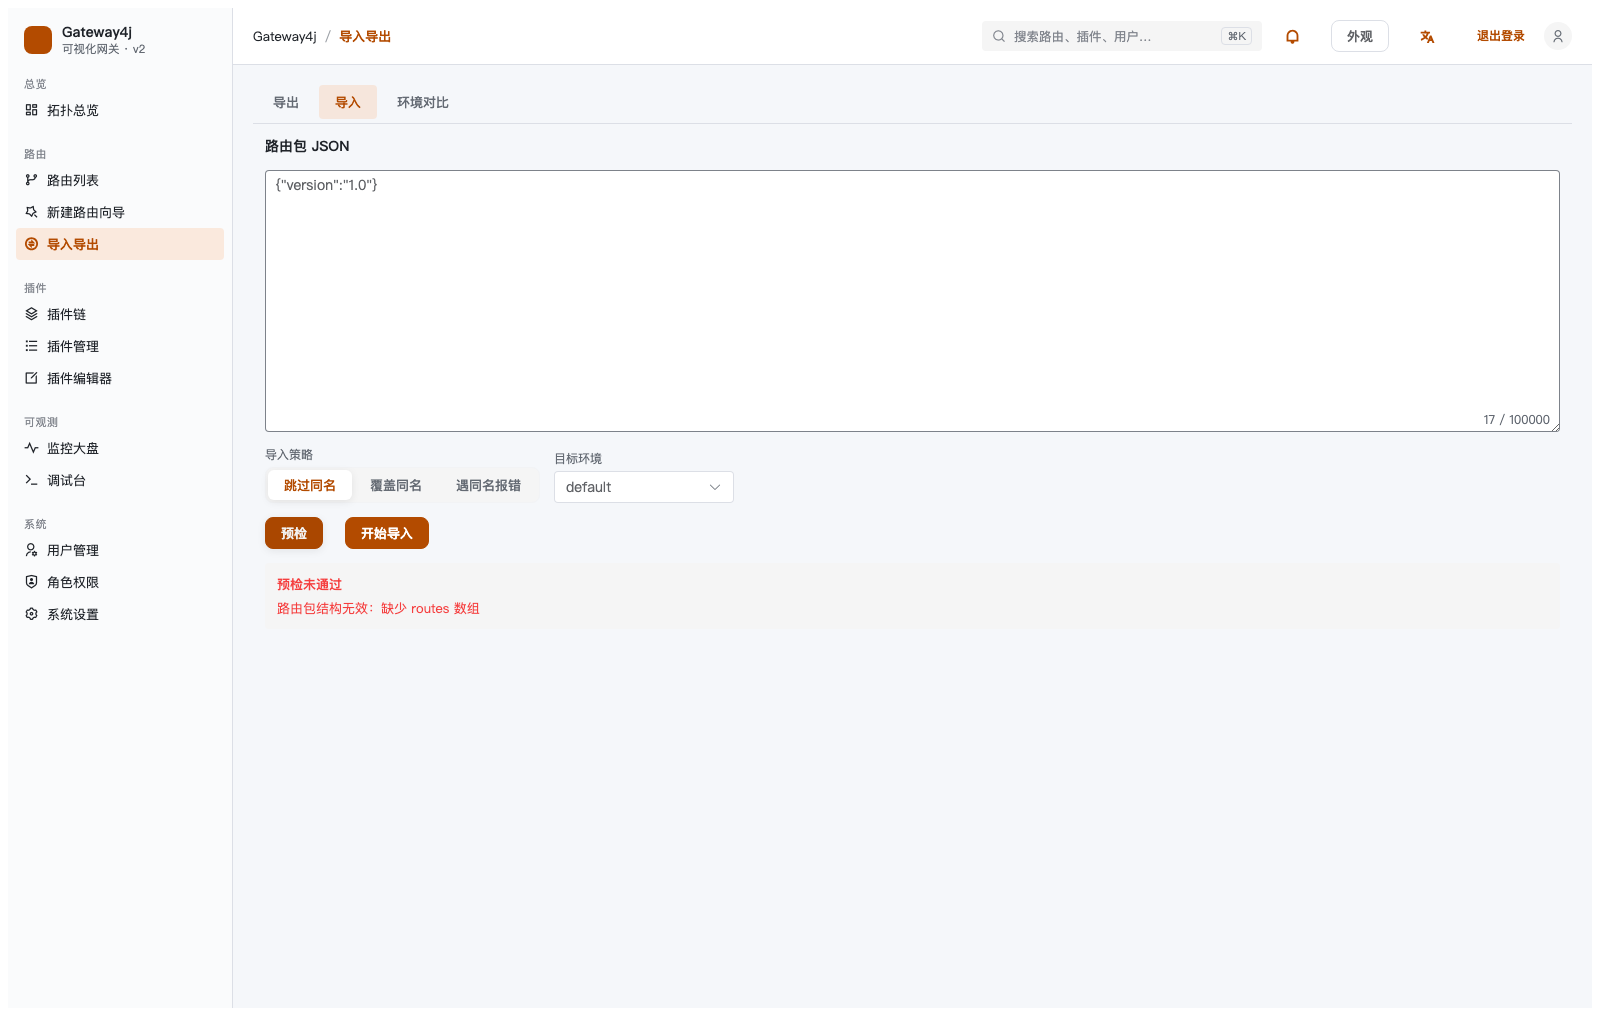 Gateway4j
可视化网关 · v2
总览
拓扑总览
路由
路由列表
新建路由向导
导入导出
插件
插件链
插件管理
插件编辑器
可观测
监控大盘
调试台
系统
用户管理
角色权限
系统设置
Gateway4j / 导入导出
搜索路由、插件、用户...
⌘K
外观
退出登录
导出
导入
环境对比
路由包 JSON
{"version":"1.0"}
17 / 100000
导入策略
跳过同名
覆盖同名
遇同名报错
目标环境
default
预检
开始导入
预检未通过
路由包结构无效：缺少 routes 数组